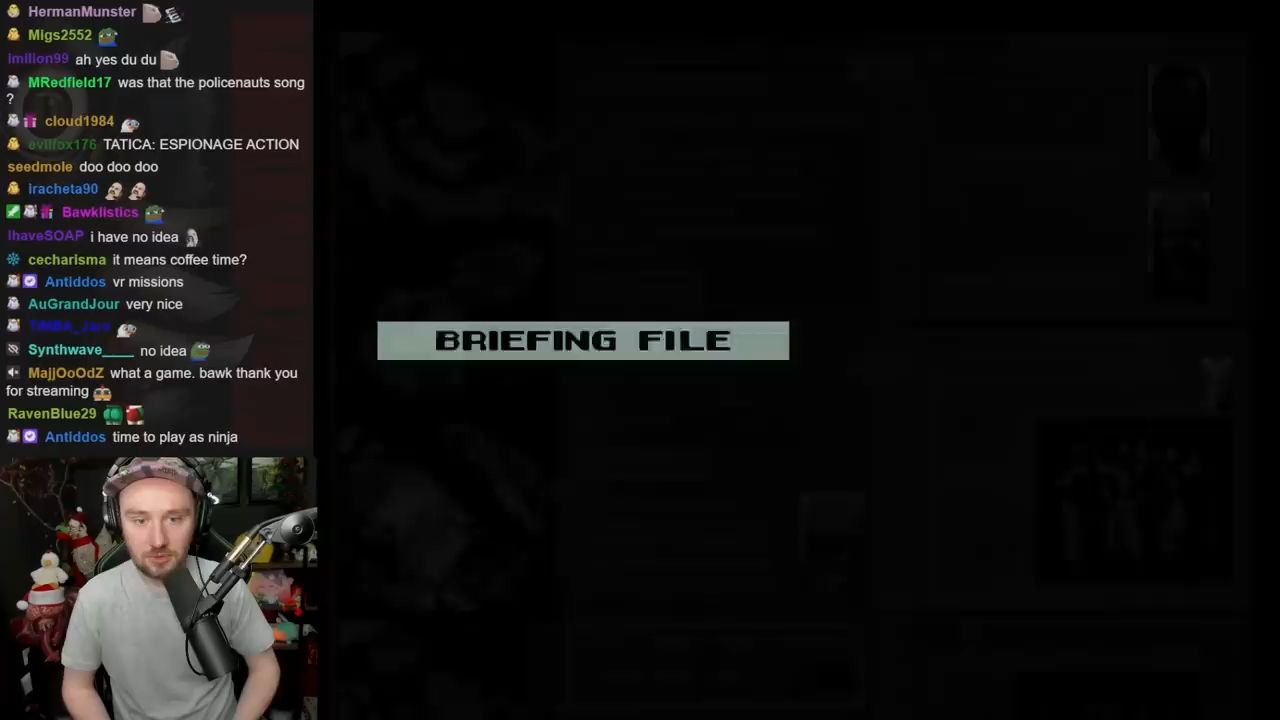 HermanMunster
Migs2552
imilion99 ah yes du du
MRedfield17 was that the policenauts song
?
cloud1984
evilfox176 TATICA: ESPIONAGE ACTION
seedmole doo doo doo
iracheta90
Bawklistics
IhaveSOAP i have no idea
cecharisma it means coffee time?
Antiddos vr missions
AuGrandJour very nice
Synthwave____ no idea
MajjOoOdZ what a game. bawk thank you
for streaming
RavenBlue29
Antiddos time to play as ninja
BRIEFING FILE